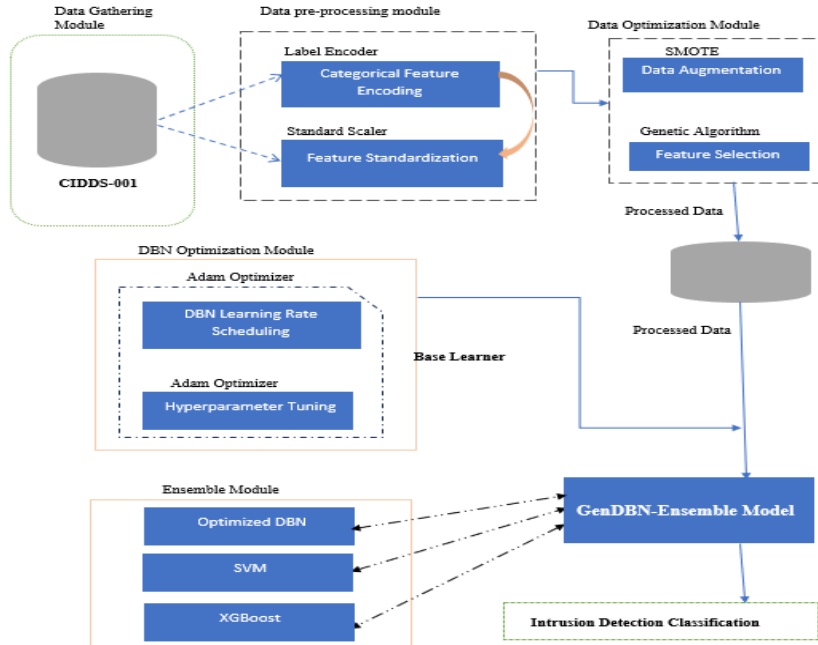 Data Gathering
Module
CIDDS-001
Data pre-processing module
Label Encoder
Categorical Feature
Encoding
Standard Scaler
Feature Standardization
Data Optimization Module
SMOTE
Data Augmentation
Genetic Algorithm
Feature Selection
Processed Data
Processed Data
DBN Optimization Module
Adam Optimizer
DBN Learning Rate
Scheduling
Adam Optimizer
Hyperparameter Tuning
Base Learner
Ensemble Module
Optimized DBN
SVM
XGBoost
GenDBN-Ensemble Model
Intrusion Detection Classification